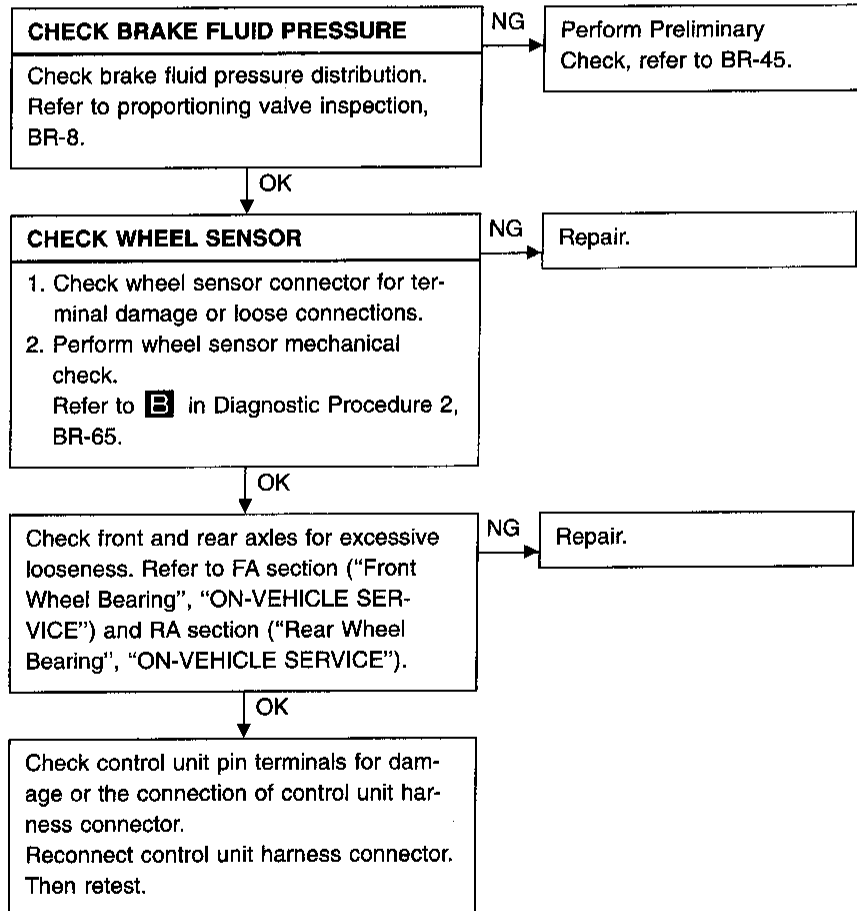 CHECK BRAKE FLUID PRESSURE
Check brake fluid pressure distribution.
Refer to proportioning valve inspection,
BR-8.
NG
Perform Preliminary
Check, refer to BR-45.
OK
CHECK WHEEL SENSOR
1. Check wheel sensor connector for ter-
minal damage or loose connections.
2. Perform wheel sensor mechanical
check.
Refer to B in Diagnostic Procedure 2,
BR-65.
NG
Repair.
OK
Check front and rear axles for excessive
looseness. Refer to FA section (“Front
Wheel Bearing”, “ON-VEHICLE SER-
VICE”) and RA section (“Rear Wheel
Bearing”, “ON-VEHICLE SERVICE”).
NG
Repair.
OK
Check control unit pin terminals for dam-
age or the connection of control unit har-
ness connector.
Reconnect control unit harness connector.
Then retest.